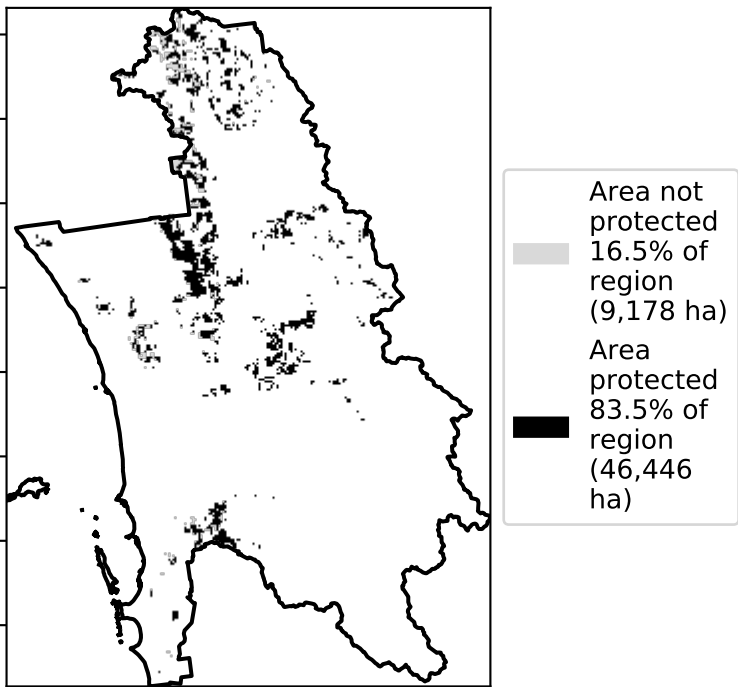 Area not
protected
16.5% of
region
(9,178 ha)
Area
protected
83.5% of
region
(46,446
ha)